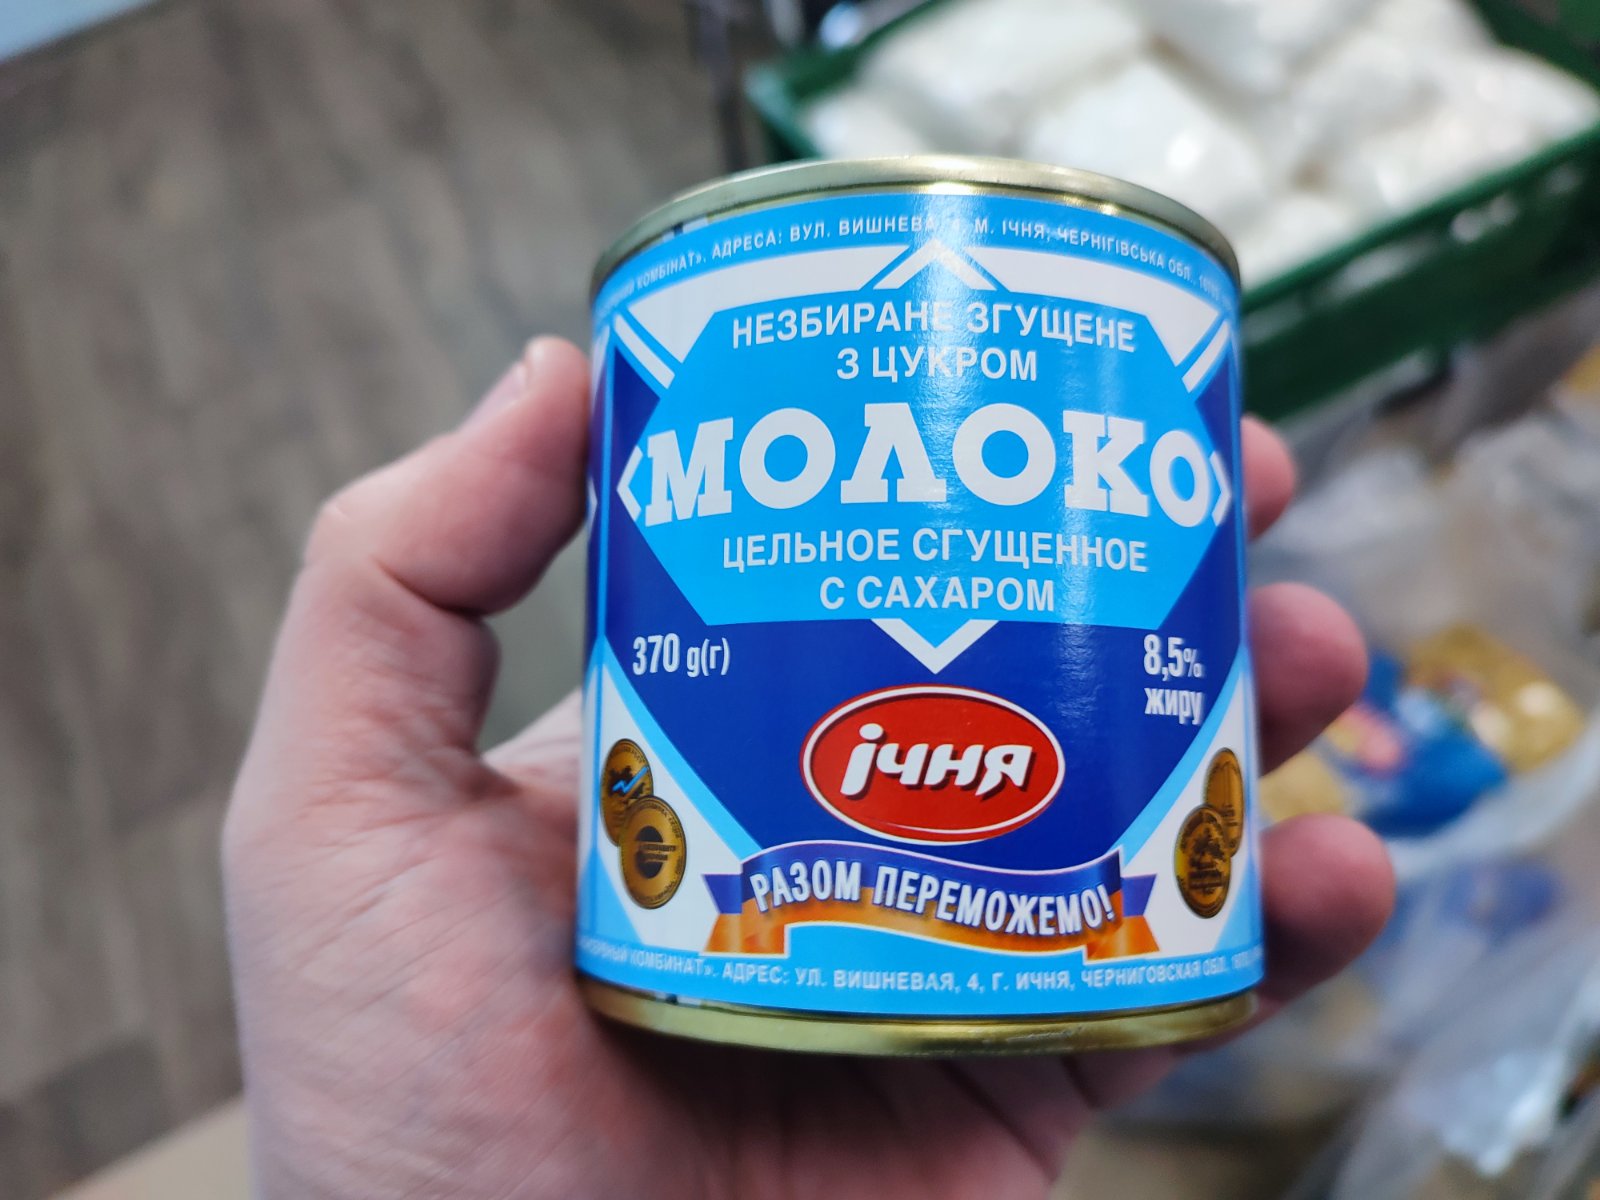 КОМБІНАТ». АДРЕСА: ВУЛ. ВИШНЕВА, М. ІЧНЯ, ЧЕРНІГІВСЬКА ОБЛ.,
НЕЗБИРАНЕ ЗГУЩЕНЕ
З ЦУКРОМ
МОЛОКО
ЦЕЛЬНОЕ СГУЩЕННОЕ
С САХАРОМ
370 g(г)
8,5%
жиру
ічня
РАЗОМ ПЕРЕМОЖЕМО!
КОМБИНАТ». АДРЕС: УЛ. ВИШНЕВАЯ, 4, Г. ИЧНЯ, ЧЕРНИГОВСКАЯ ОБЛ.